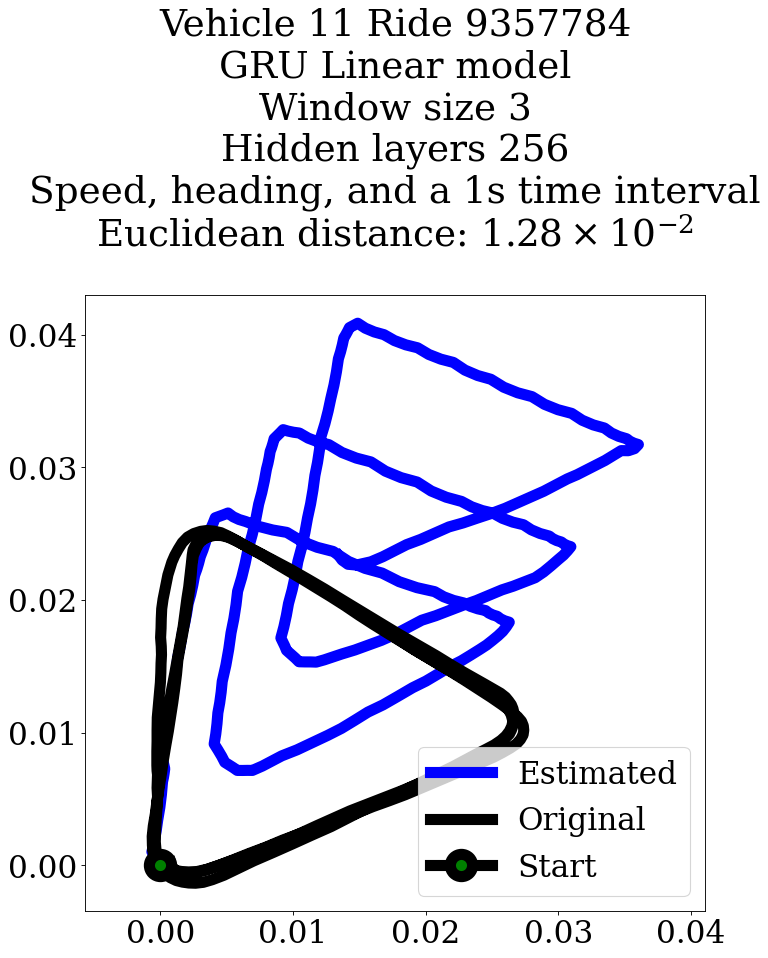 Vehicle 11 Ride 9357784
GRU Linear model
Window size 3
Hidden layers 256
Speed, heading, and a 1s time interval
Euclidean distance: 1.28 × 10⁻²
0.04
0.03
0.02
0.01
0.00
Estimated
Original
Start
0.00 0.01 0.02 0.03 0.04